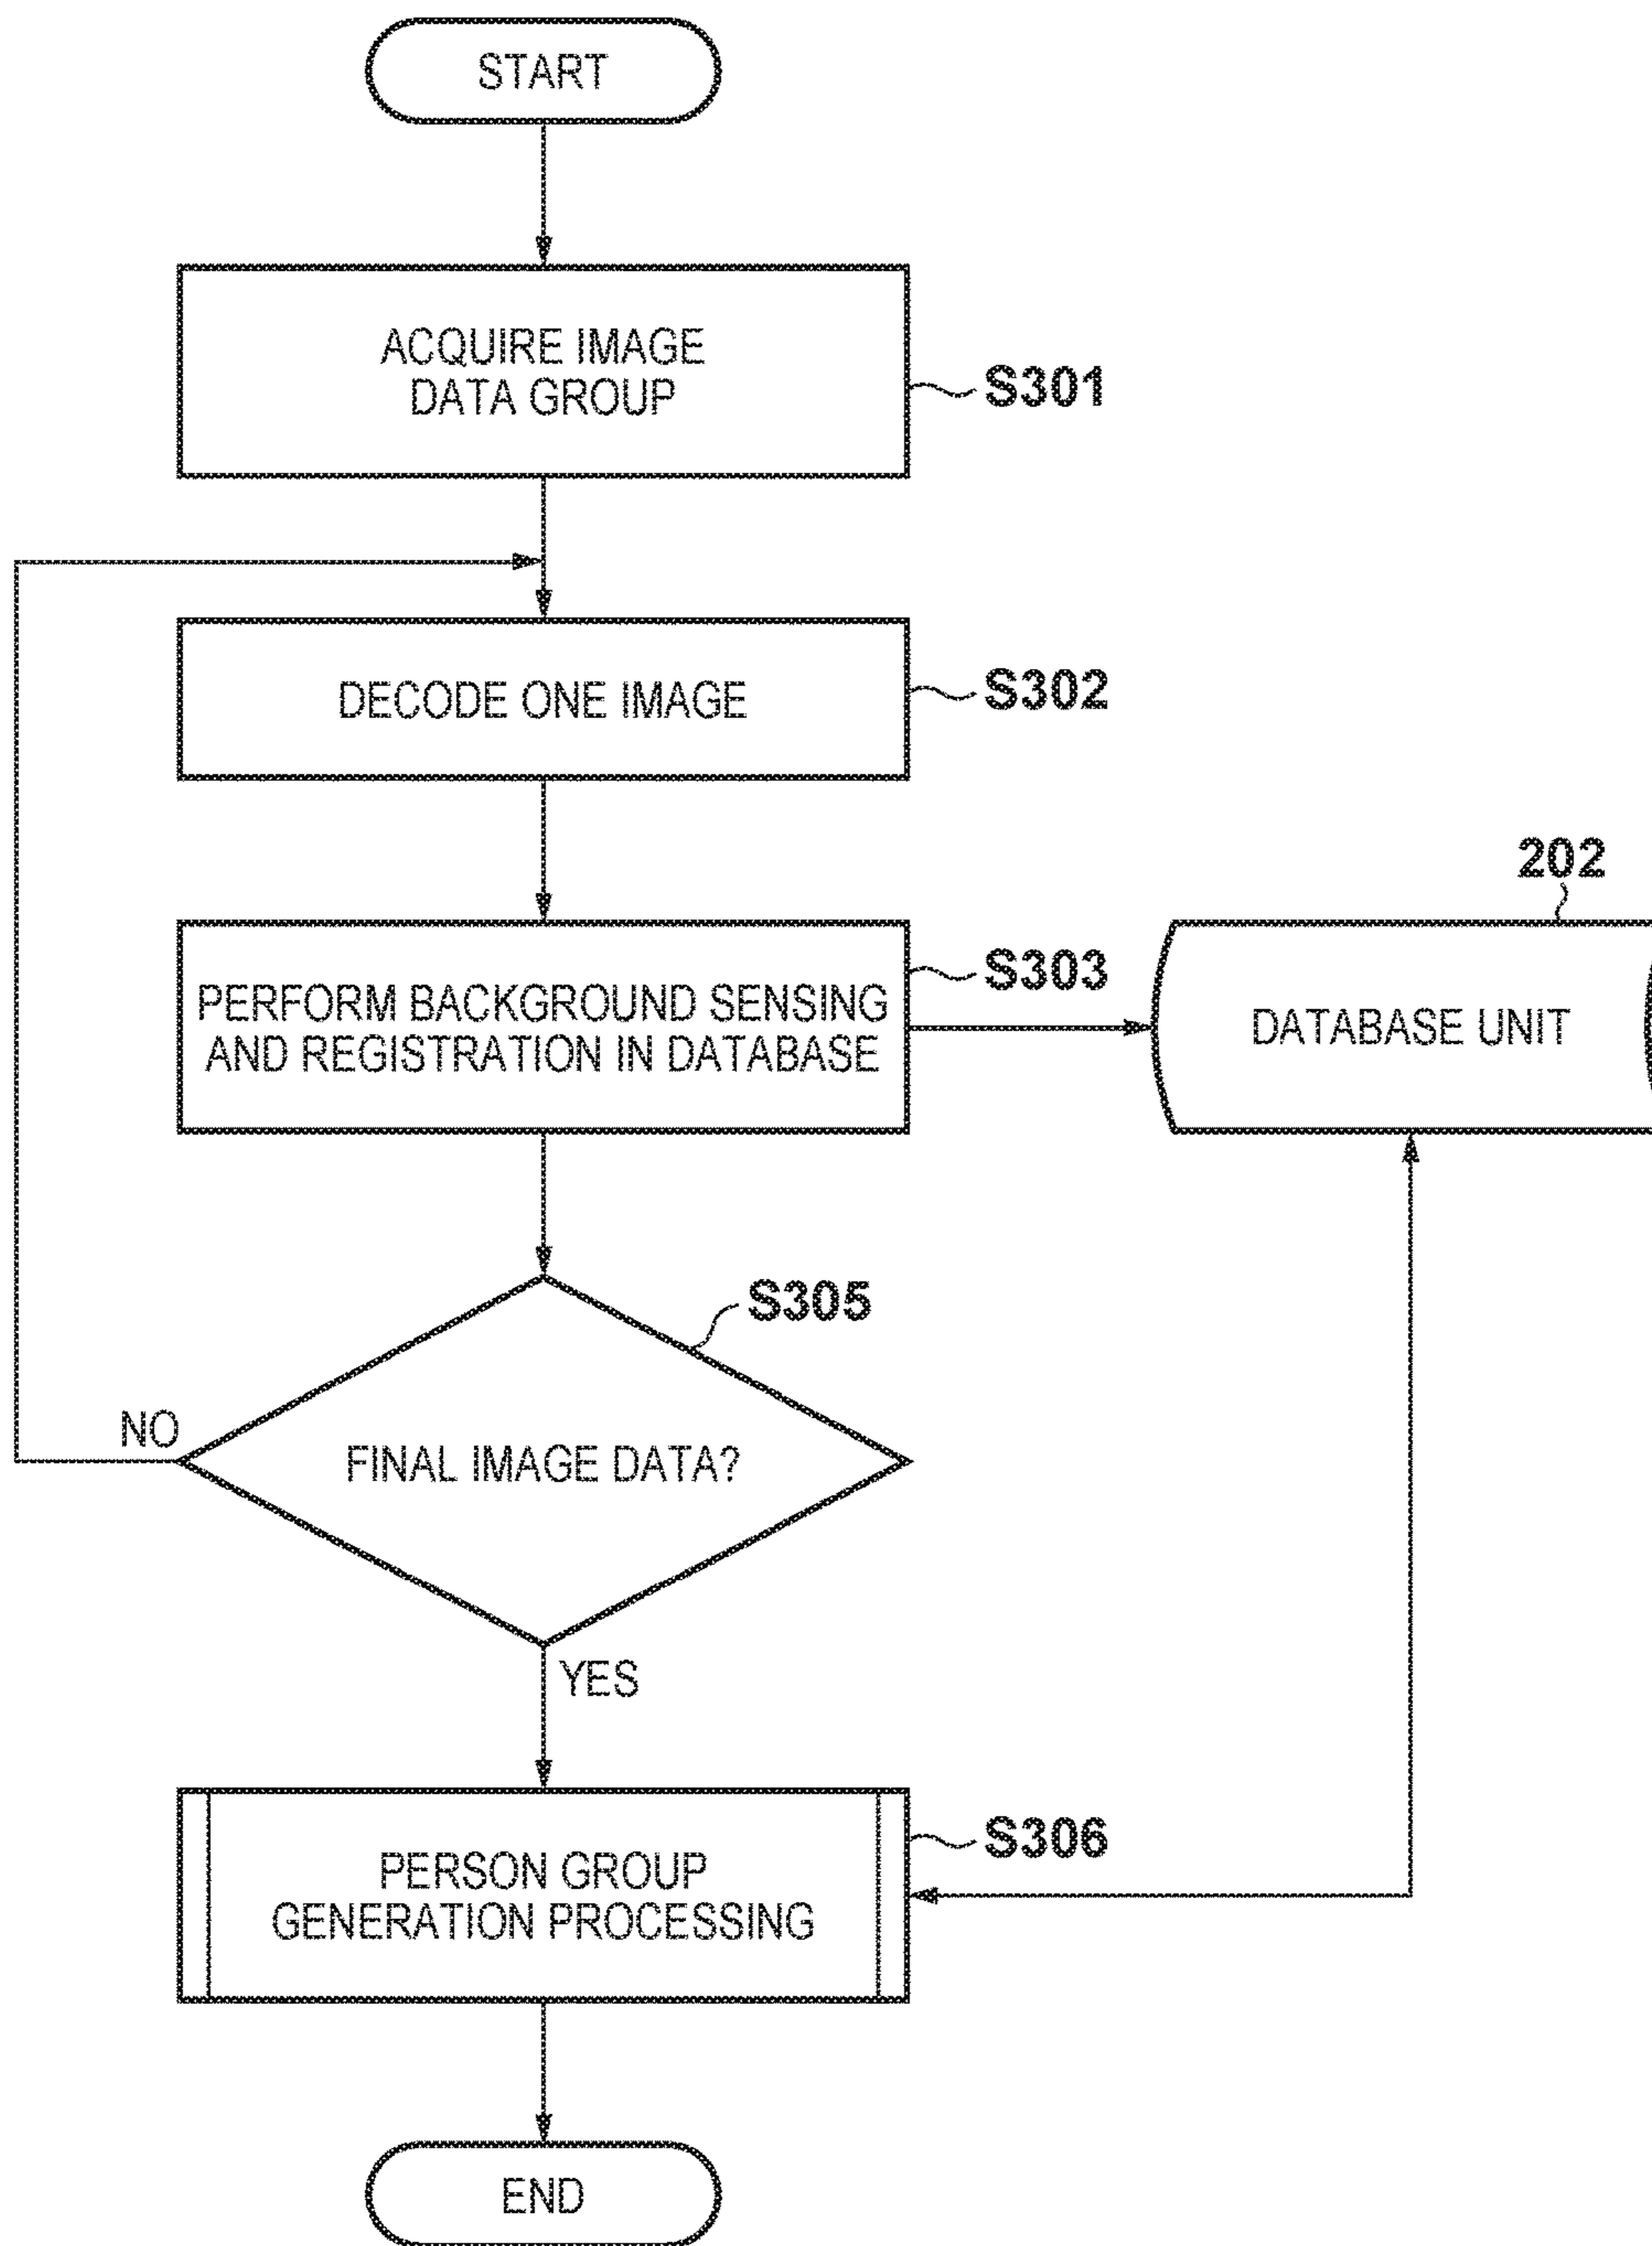 START
ACQUIRE IMAGE
DATA GROUP
S301
DECODE ONE IMAGE
S302
PERFORM BACKGROUND SENSING
AND REGISTRATION IN DATABASE
S303
202
DATABASE UNIT
S305
FINAL IMAGE DATA?
NO
YES
PERSON GROUP
GENERATION PROCESSING
S306
END